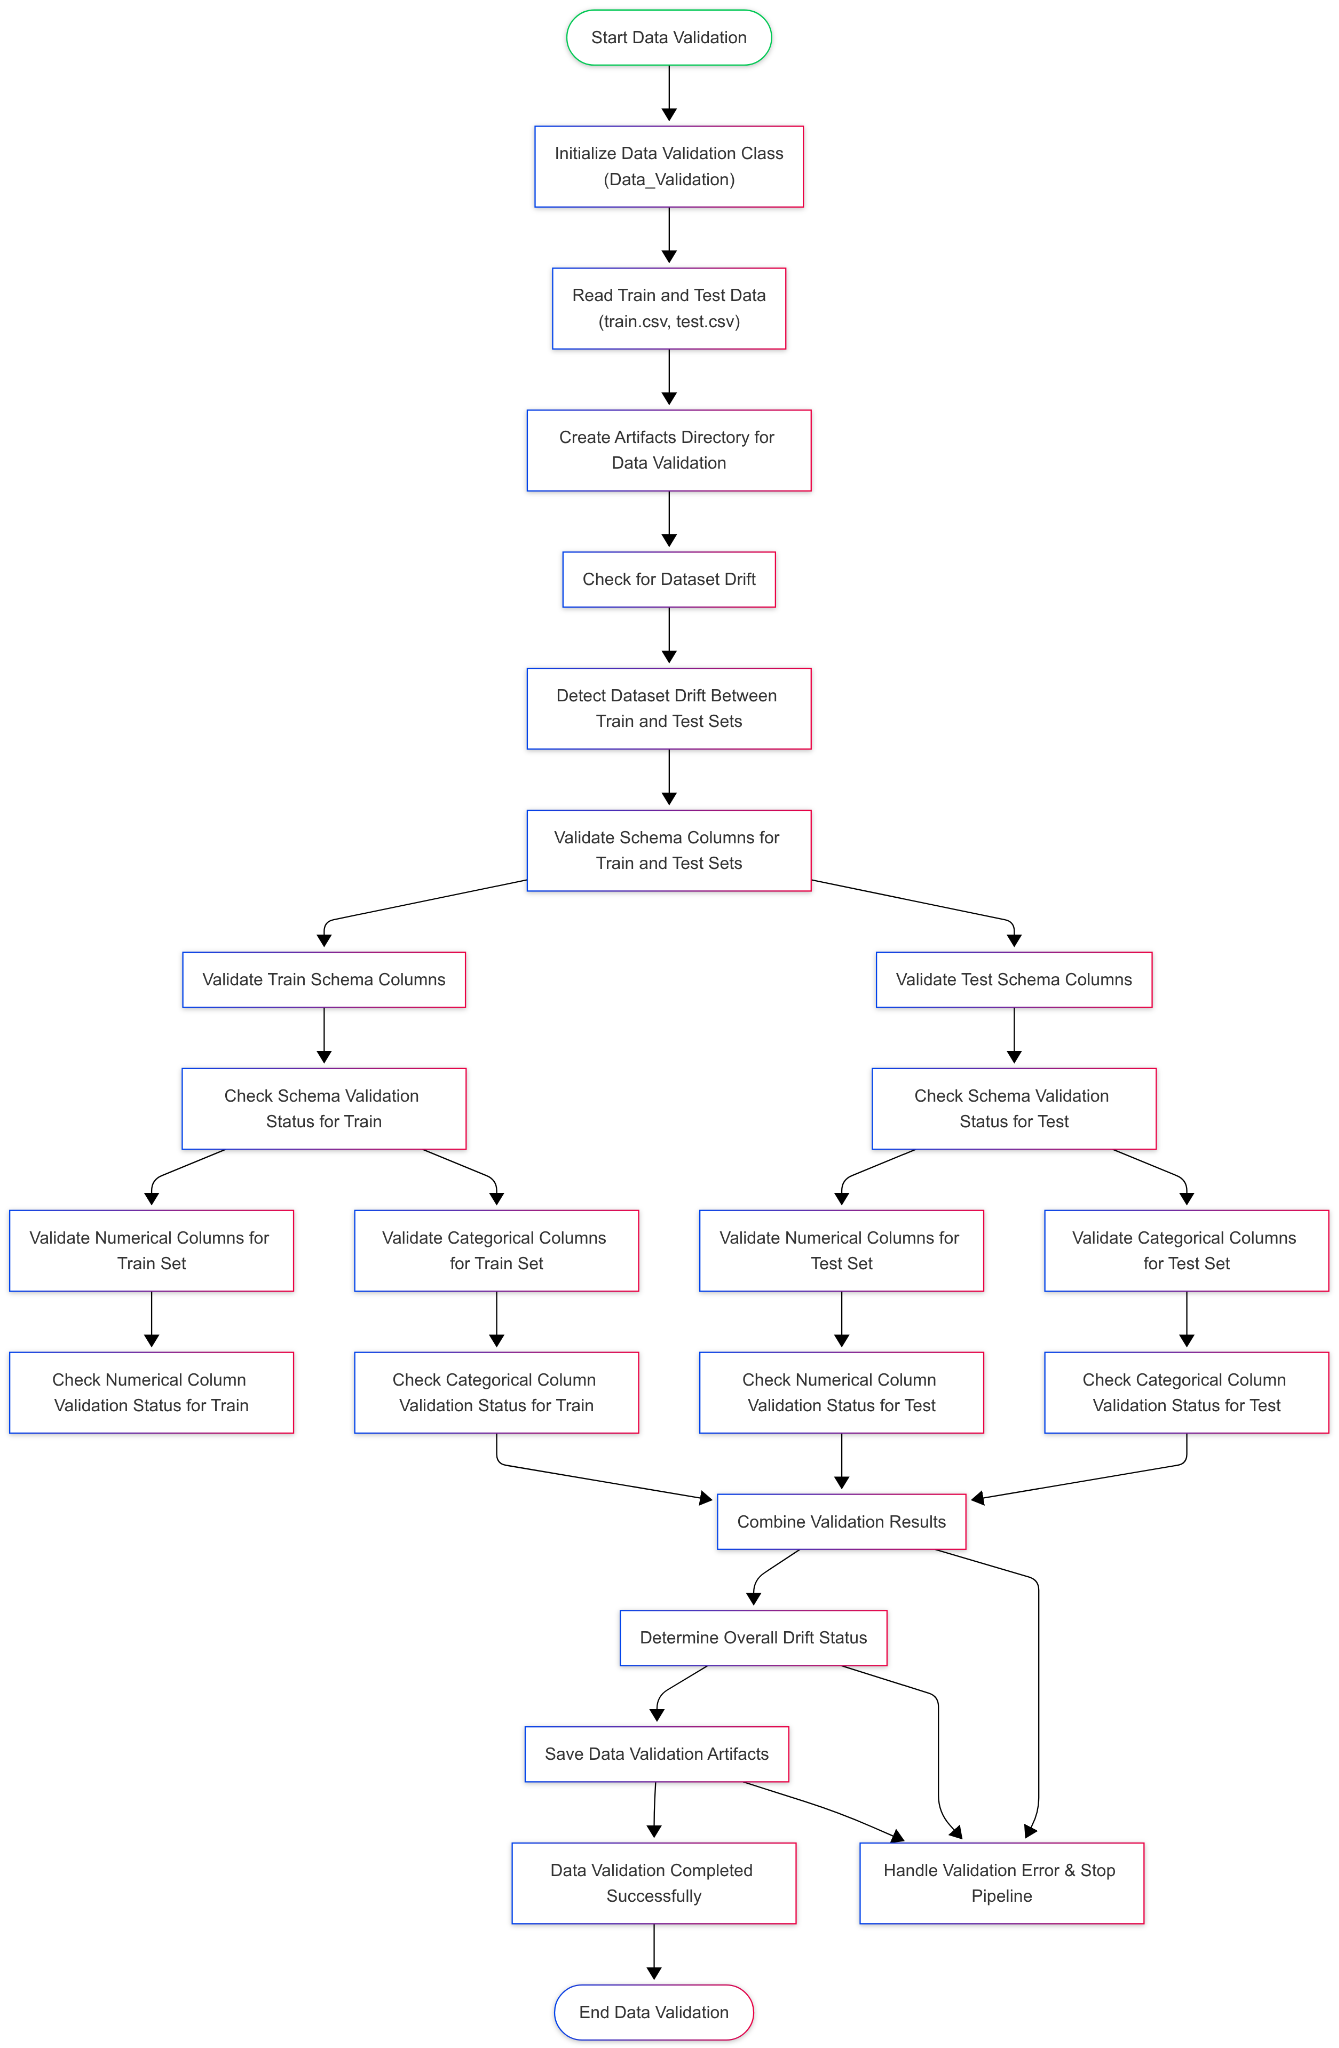 Start Data Validation
Initialize Data Validation Class
(Data_Validation)
Read Train and Test Data
(train.csv, test.csv)
Create Artifacts Directory for
Data Validation
Check for Dataset Drift
Detect Dataset Drift Between
Train and Test Sets
Validate Schema Columns for
Train and Test Sets
Validate Train Schema Columns
Validate Test Schema Columns
Check Schema Validation
Status for Train
Check Schema Validation
Status for Test
Validate Numerical Columns for
Train Set
Validate Categorical Columns
for Train Set
Validate Numerical Columns for
Test Set
Validate Categorical Columns
for Test Set
Check Numerical Column
Validation Status for Train
Check Categorical Column
Validation Status for Train
Check Numerical Column
Validation Status for Test
Check Categorical Column
Validation Status for Test
Combine Validation Results
Determine Overall Drift Status
Save Data Validation Artifacts
Data Validation Completed
Successfully
Handle Validation Error & Stop
Pipeline
End Data Validation